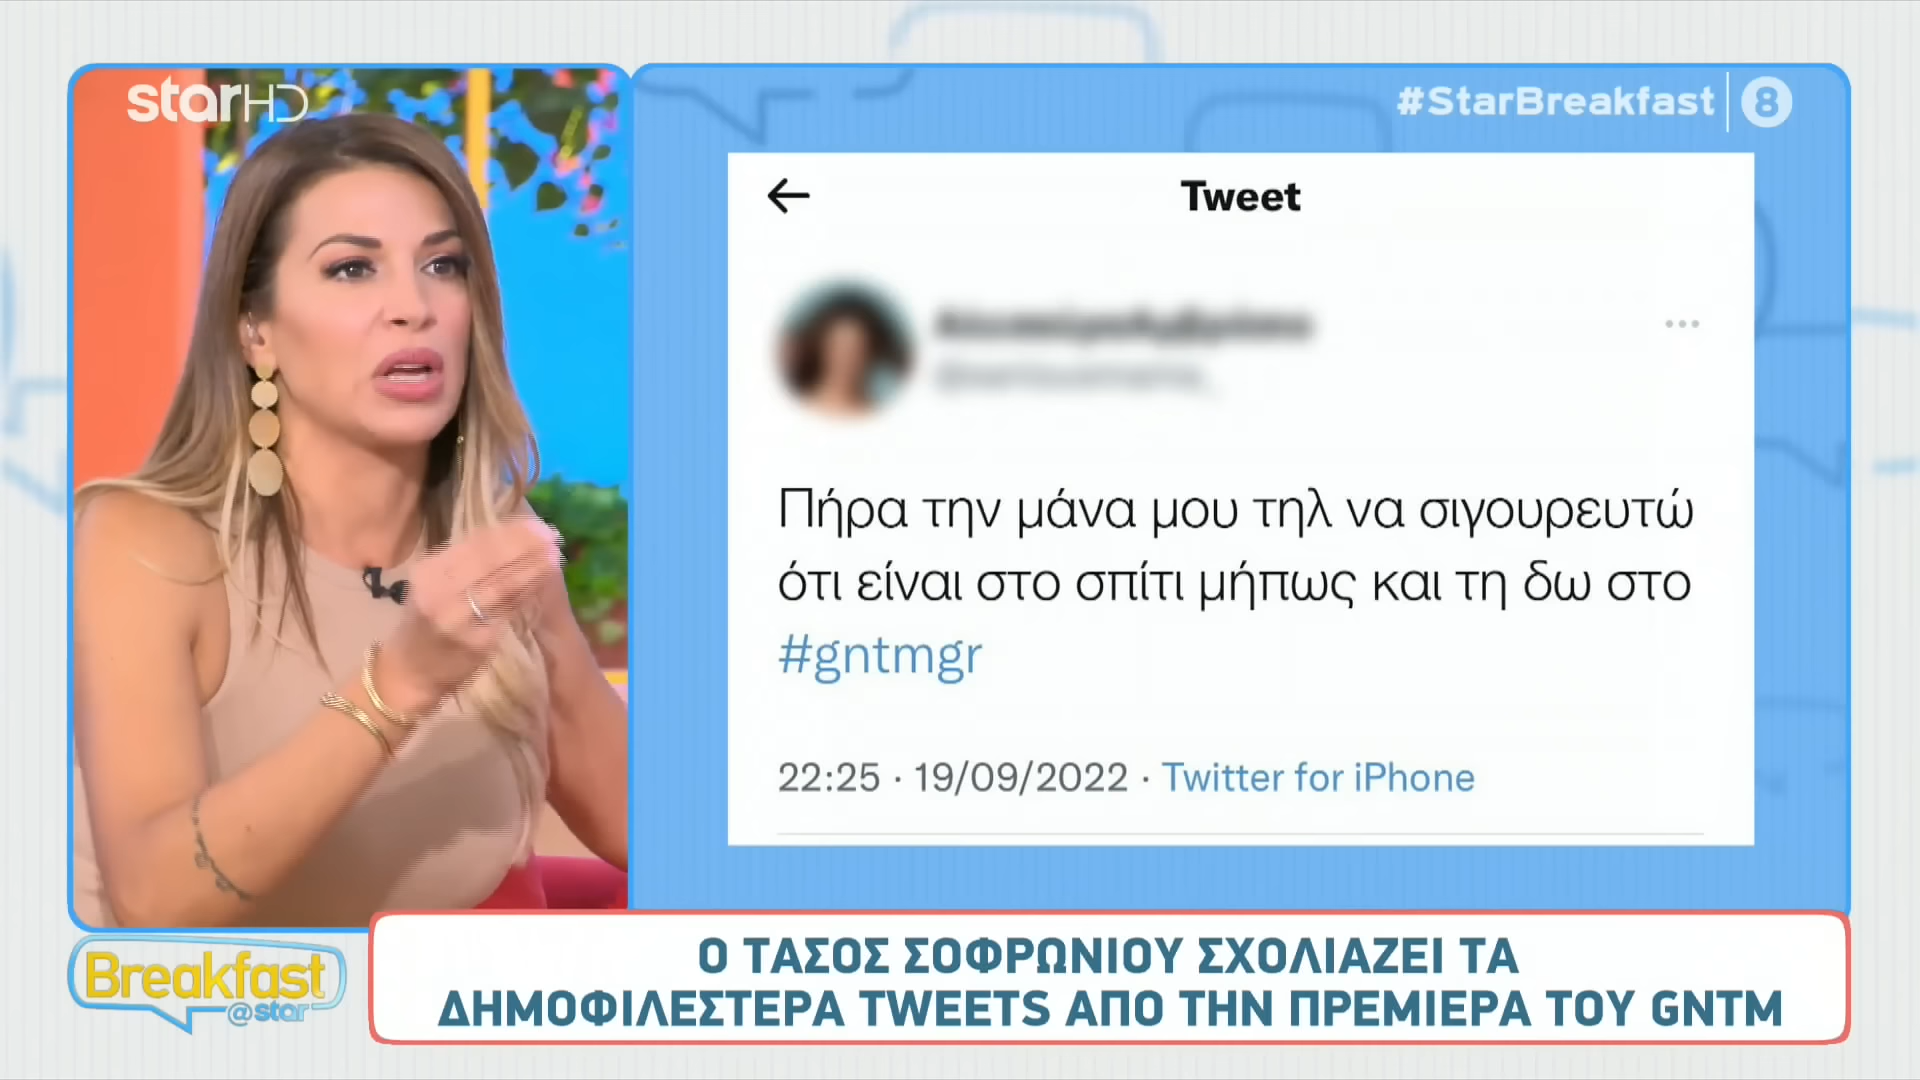 starHD
#StarBreakfast 8
Tweet
Πήρα την μάνα μου τηλ να σιγουρευτώ
ότι είναι στο σπίτι μήπως και τη δω στο
#gntmgr
22:25 · 19/09/2022 · Twitter for iPhone
Breakfast
@star
Ο ΤΑΣΟΣ ΣΟΦΡΩΝΙΟΥ ΣΧΟΛΙΑΖΕΙ ΤΑ
ΔΗΜΟΦΙΛΕΣΤΕΡΑ TWEETS ΑΠΟ ΤΗΝ ΠΡΕΜΙΕΡΑ ΤΟΥ GNTM